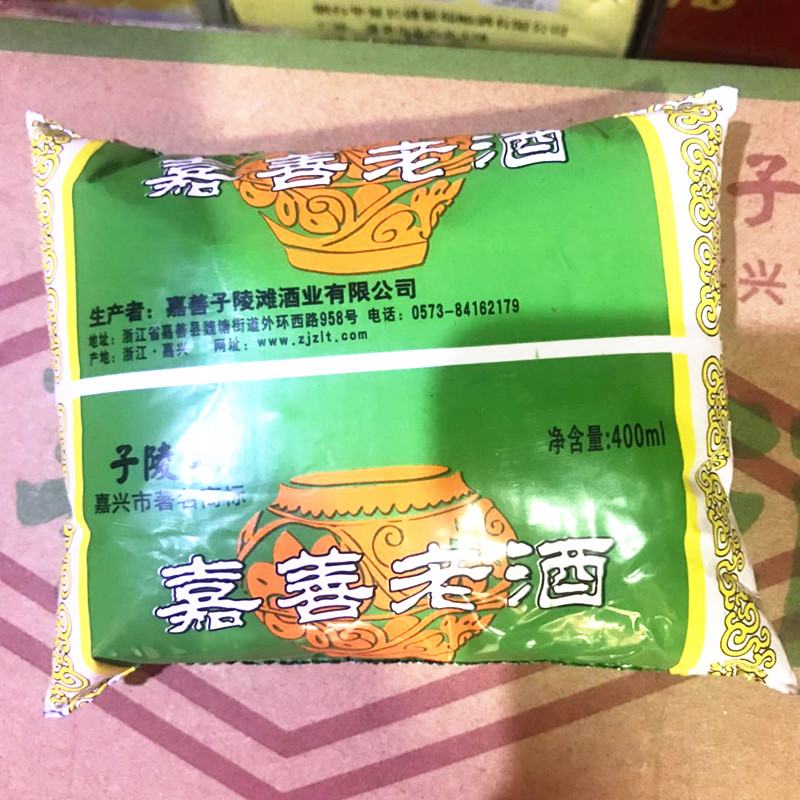 嘉善老酒
生产者：嘉善子陵滩酒业有限公司
地址：浙江省嘉善县魏塘街道外环西路958号 电话：0573-84162179
产地：浙江·嘉兴 网址：www.zjzlt.com
净含量:400ml
子陵
嘉兴市著名商标
嘉善老酒
子
兴